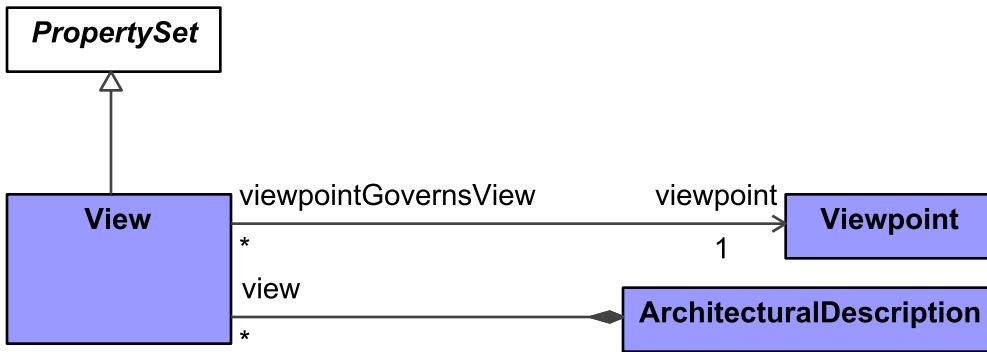 PropertySet
viewpointGovernsView viewpoint
View
Viewpoint
* 1
view
ArchitecturalDescription
*